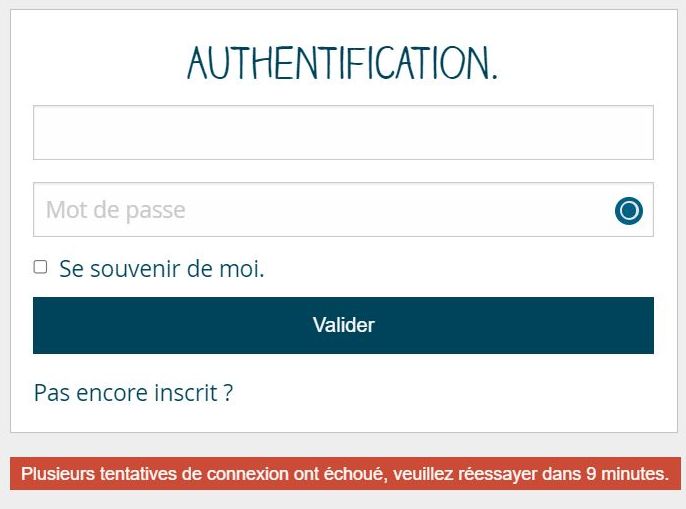 AUTHENTIFICATION.
Mot de passe
Se souvenir de moi.
Valider
Pas encore inscrit ?
Plusieurs tentatives de connexion ont échoué, veuillez réessayer dans 9 minutes.